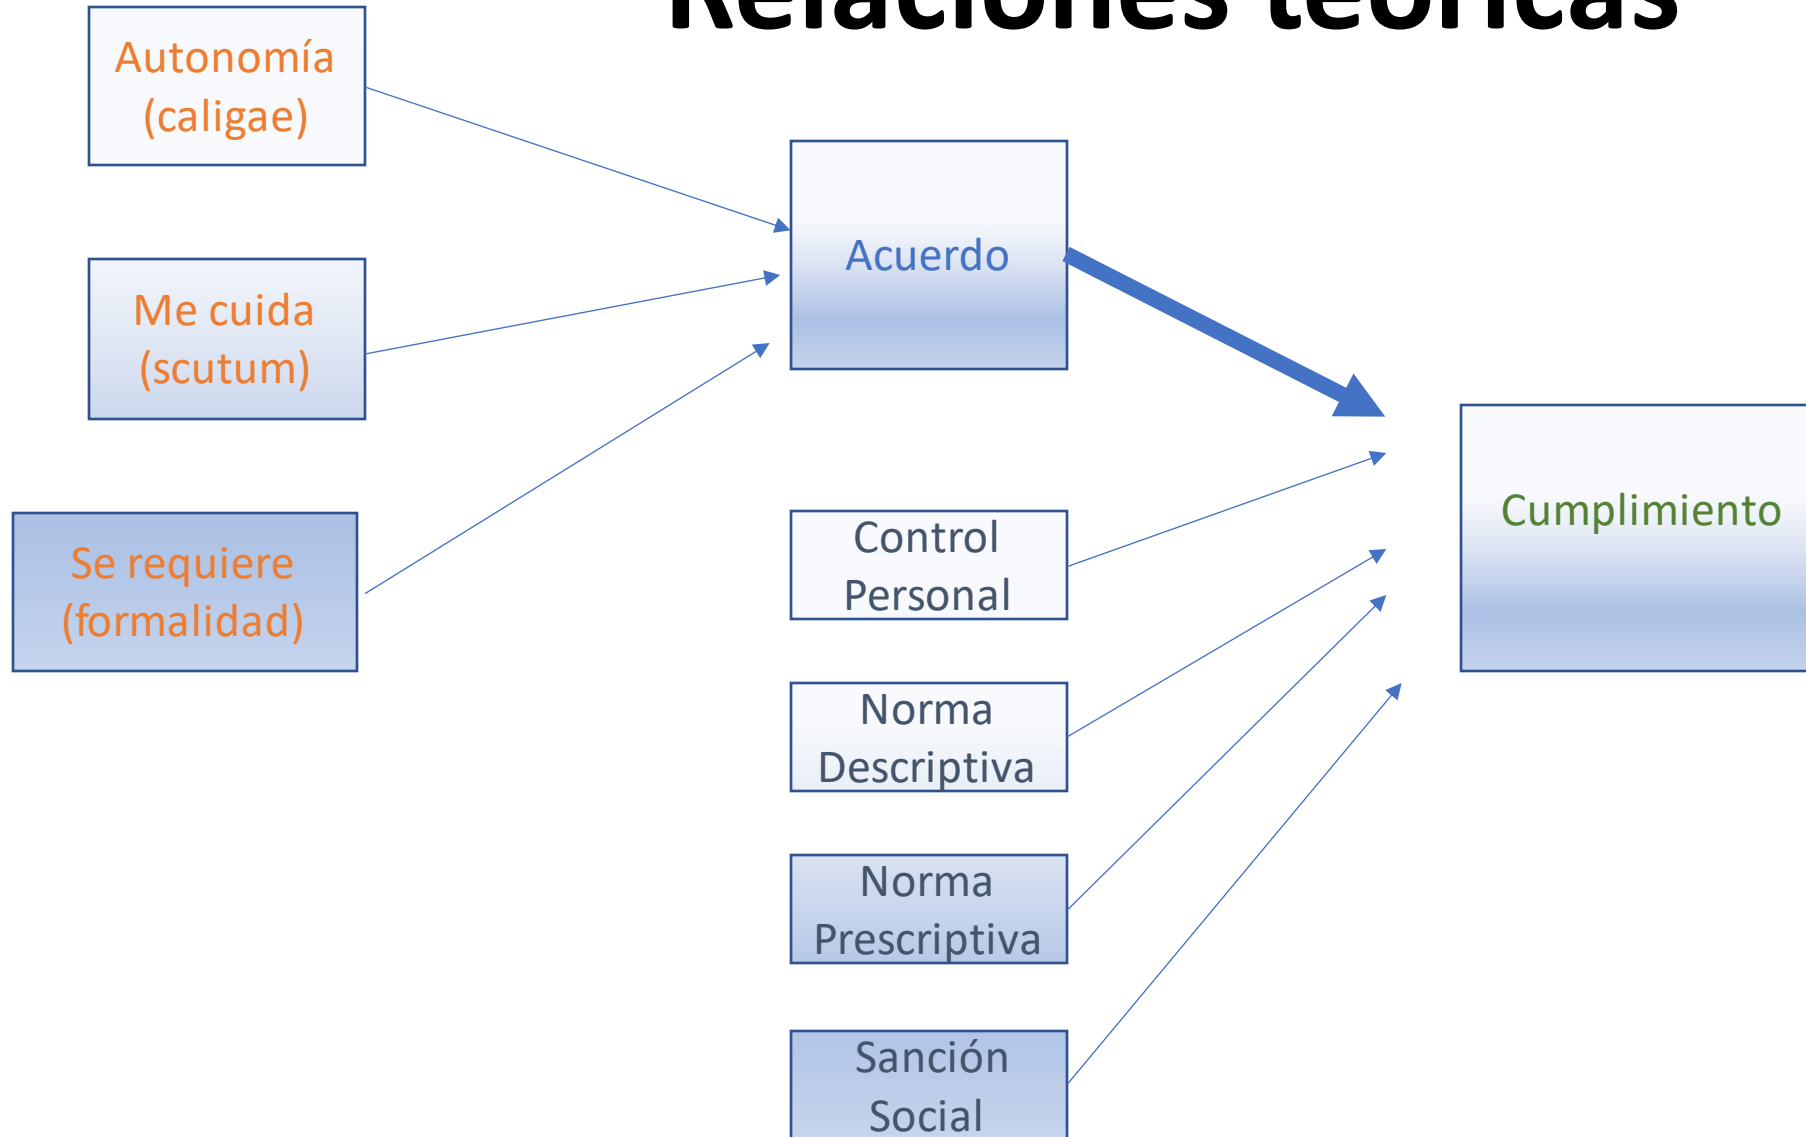 Relaciones teóricas
Autonomía
(caligae)
Me cuida
(scutum)
Se requiere
(formalidad)
Acuerdo
Control
Personal
Norma
Descriptiva
Norma
Prescriptiva
Sanción
Social
Cumplimiento